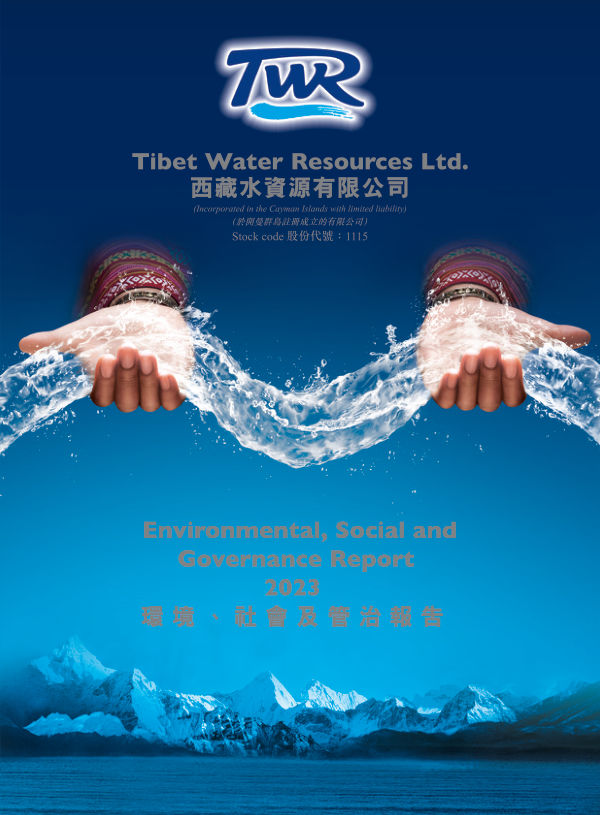 TWR
Tibet Water Resources Ltd.
西藏水資源有限公司
(Incorporated in the Cayman Islands with limited liability)
（於開曼群島註冊成立的有限公司）
Stock code 股份代號：1115
Environmental, Social and
Governance Report
2023
環境、社會及管治報告